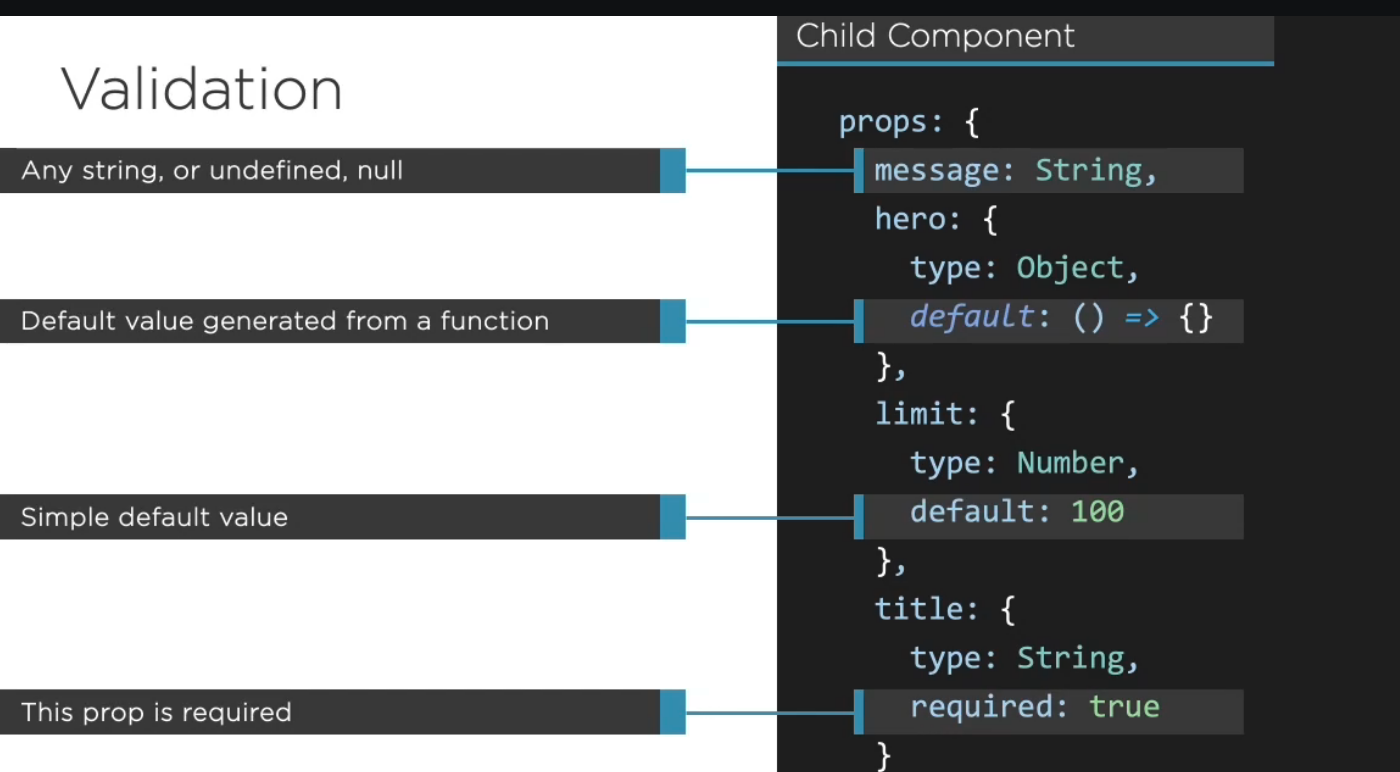 Validation
Any string, or undefined, null
Default value generated from a function
Simple default value
This prop is required
Child Component
props: {
message: String,
hero: {
type: Object,
default: () => {}
},
limit: {
type: Number,
default: 100
},
title: {
type: String,
required: true
}